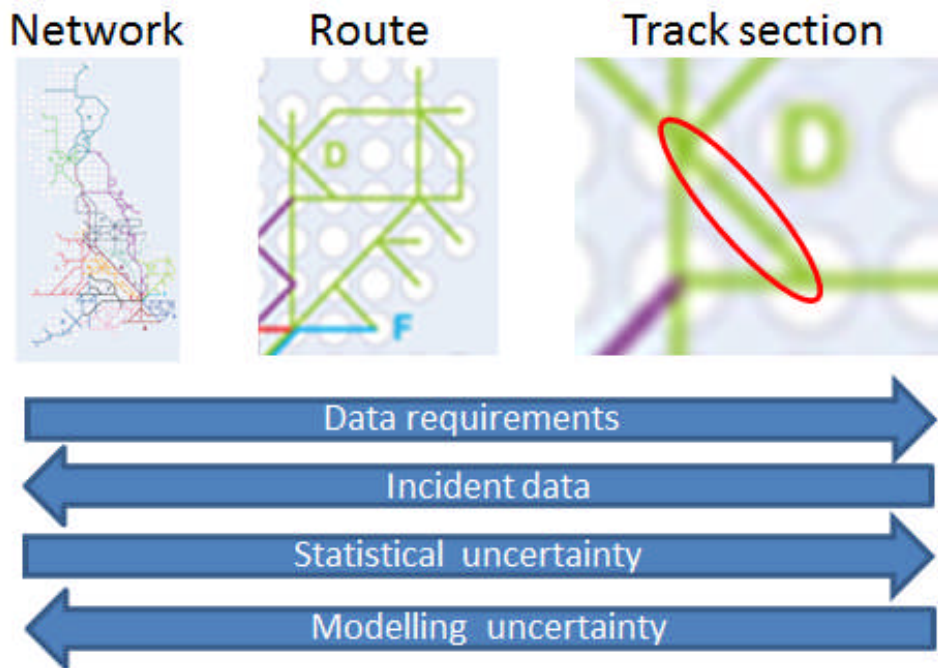 Network Route Track section
D D
F
Data requirements
Incident data
Statistical uncertainty
Modelling uncertainty